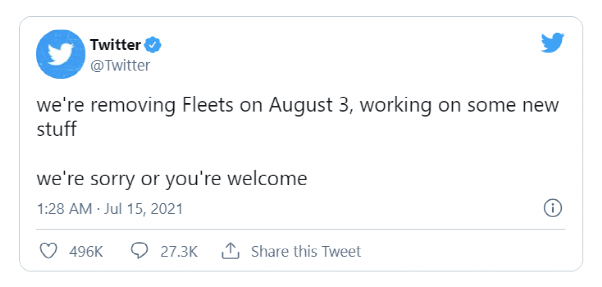 Twitter
@Twitter
we're removing Fleets on August 3, working on some new
stuff
we're sorry or you're welcome
1:28 AM · Jul 15, 2021
496K 27.3K Share this Tweet